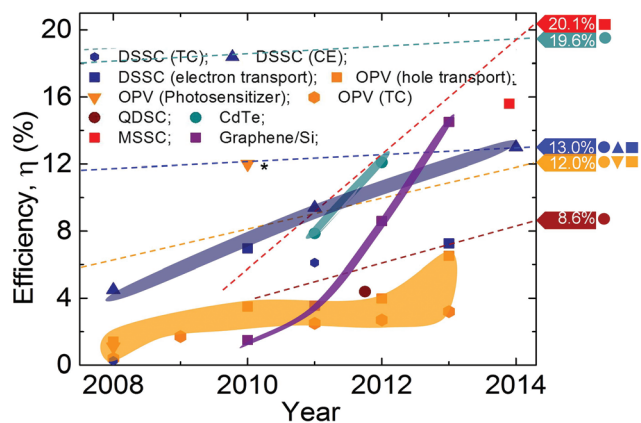 20
16
12
8
4
0
Efficiency, η (%)
DSSC (TC); DSSC (CE);
DSSC (electron transport); OPV (hole transport);
OPV (Photosensitizer); OPV (TC)
QDSC; CdTe;
MSSC; Graphene/Si;
*
20.1%
19.6%
13.0%
12.0%
8.6%
2008 2010 2012 2014
Year